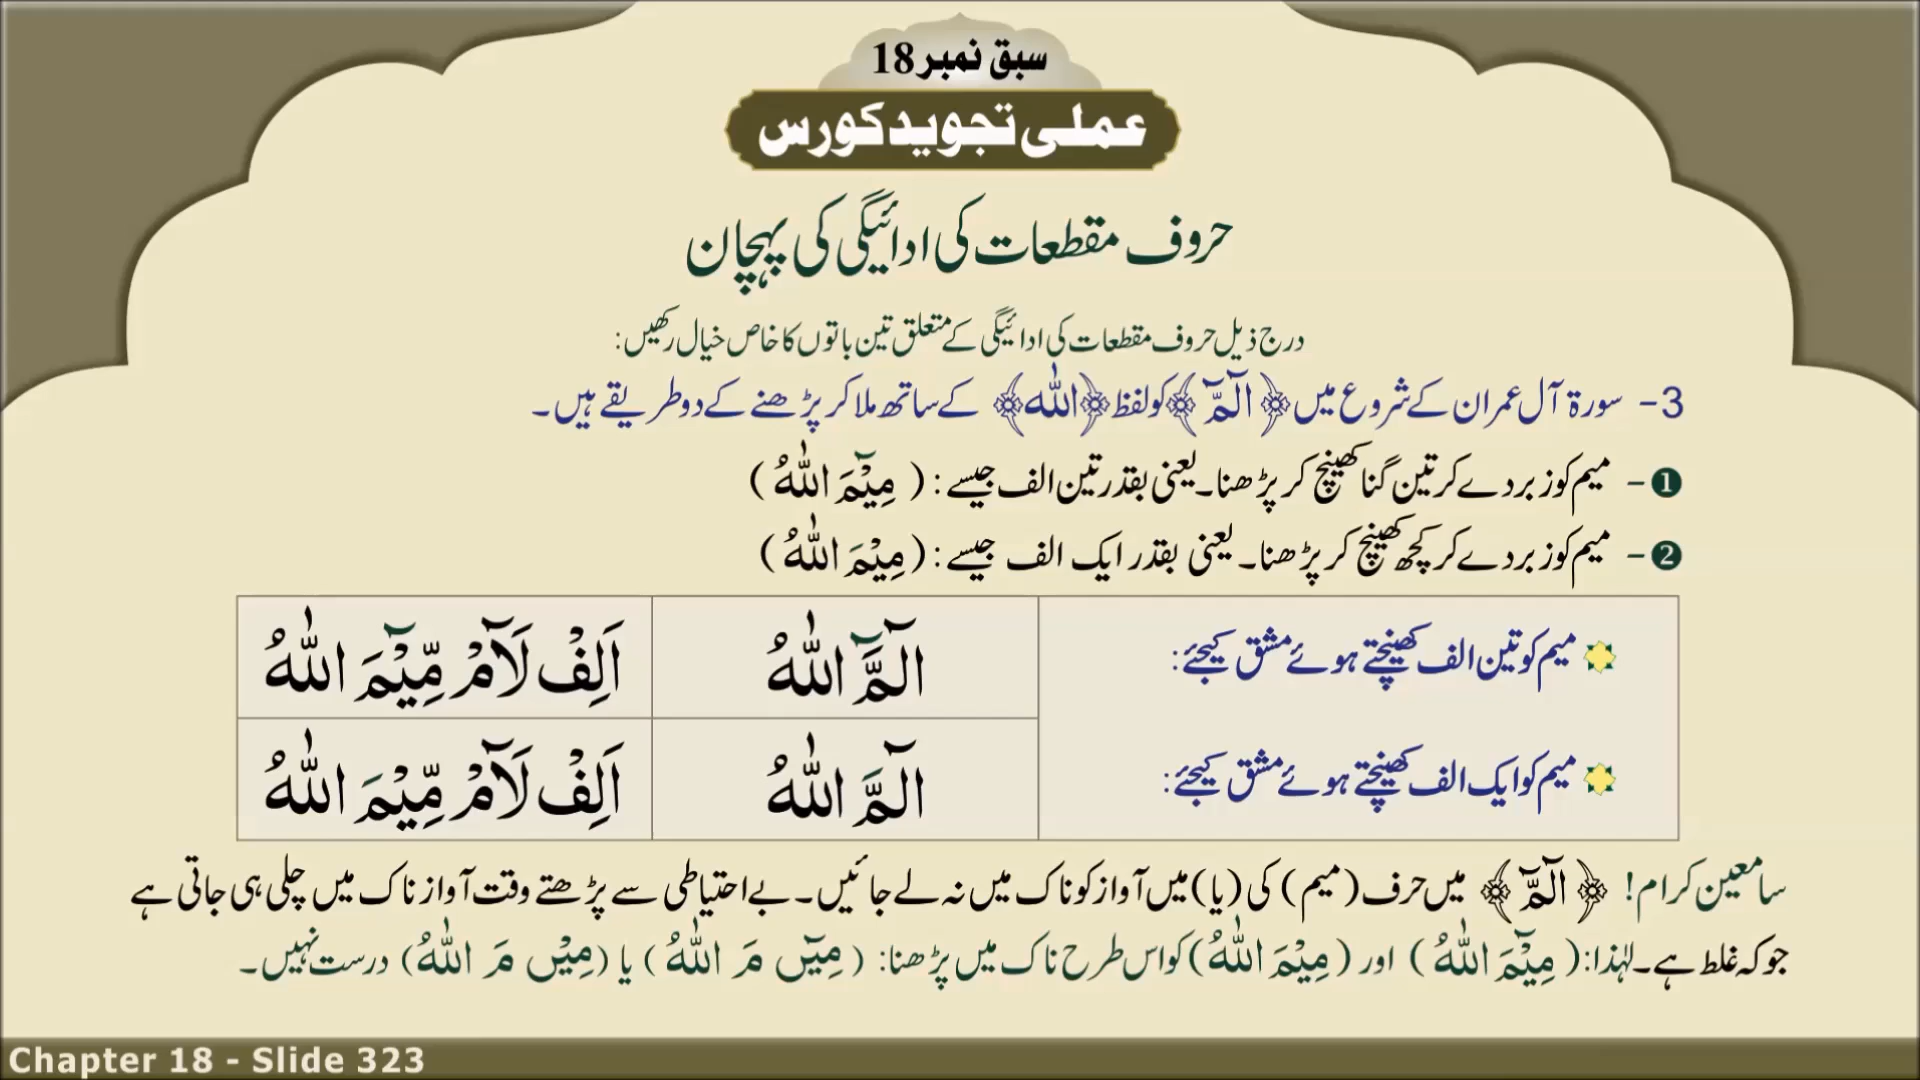 سبق نمبر 18
عملی تجوید کورس
حروف مقطعات کی ادائیگی کی پہچان
درج ذیل حروف مقطعات کی ادائیگی کے متعلق تین باتوں کا خاص خیال رکھیں:
3- سورۃ آل عمران کے شروع میں ﴿الٓمّٓ﴾ کو لفظ ﴿اللّٰه﴾ کے ساتھ ملا کر پڑھنے کے دو طریقے ہیں۔
❶- میم کو زبر دے کر تین گنا کھینچ کر پڑھنا۔ یعنی بقدر تین الف جیسے: (مِيْٓمَ اللّٰهُ)
❷- میم کو زبر دے کر کچھ کھینچ کر پڑھنا۔ یعنی بقدر ایک الف جیسے: (مِيْمَ اللّٰهُ)
میم کو تین الف کھینچتے ہوئے مشق کیجئے: الٓمَّٓ اللّٰهُ اَلِفْ لَآمْ مِّيْٓمَ اللّٰهُ
میم کو ایک الف کھینچتے ہوئے مشق کیجئے: الٓمَّ اللّٰهُ اَلِفْ لَآمْ مِّيْمَ اللّٰهُ
سامعین کرام! ﴿الٓمّٓ﴾ میں حرف (میم) کی (یا) میں آواز کو ناک میں نہ لے جائیں۔ بے احتیاطی سے پڑھتے وقت آواز ناک میں چلی ہی جاتی ہے
جو کہ غلط ہے۔ لہٰذا: (مِيْٓمَ اللّٰهُ) اور (مِيْمَ اللّٰهُ) کو اس طرح ناک میں پڑھنا: (مِيْٓں مَ اللّٰهُ) یا (مِيْں مَ اللّٰهُ) درست نہیں۔
Chapter 18 - Slide 323